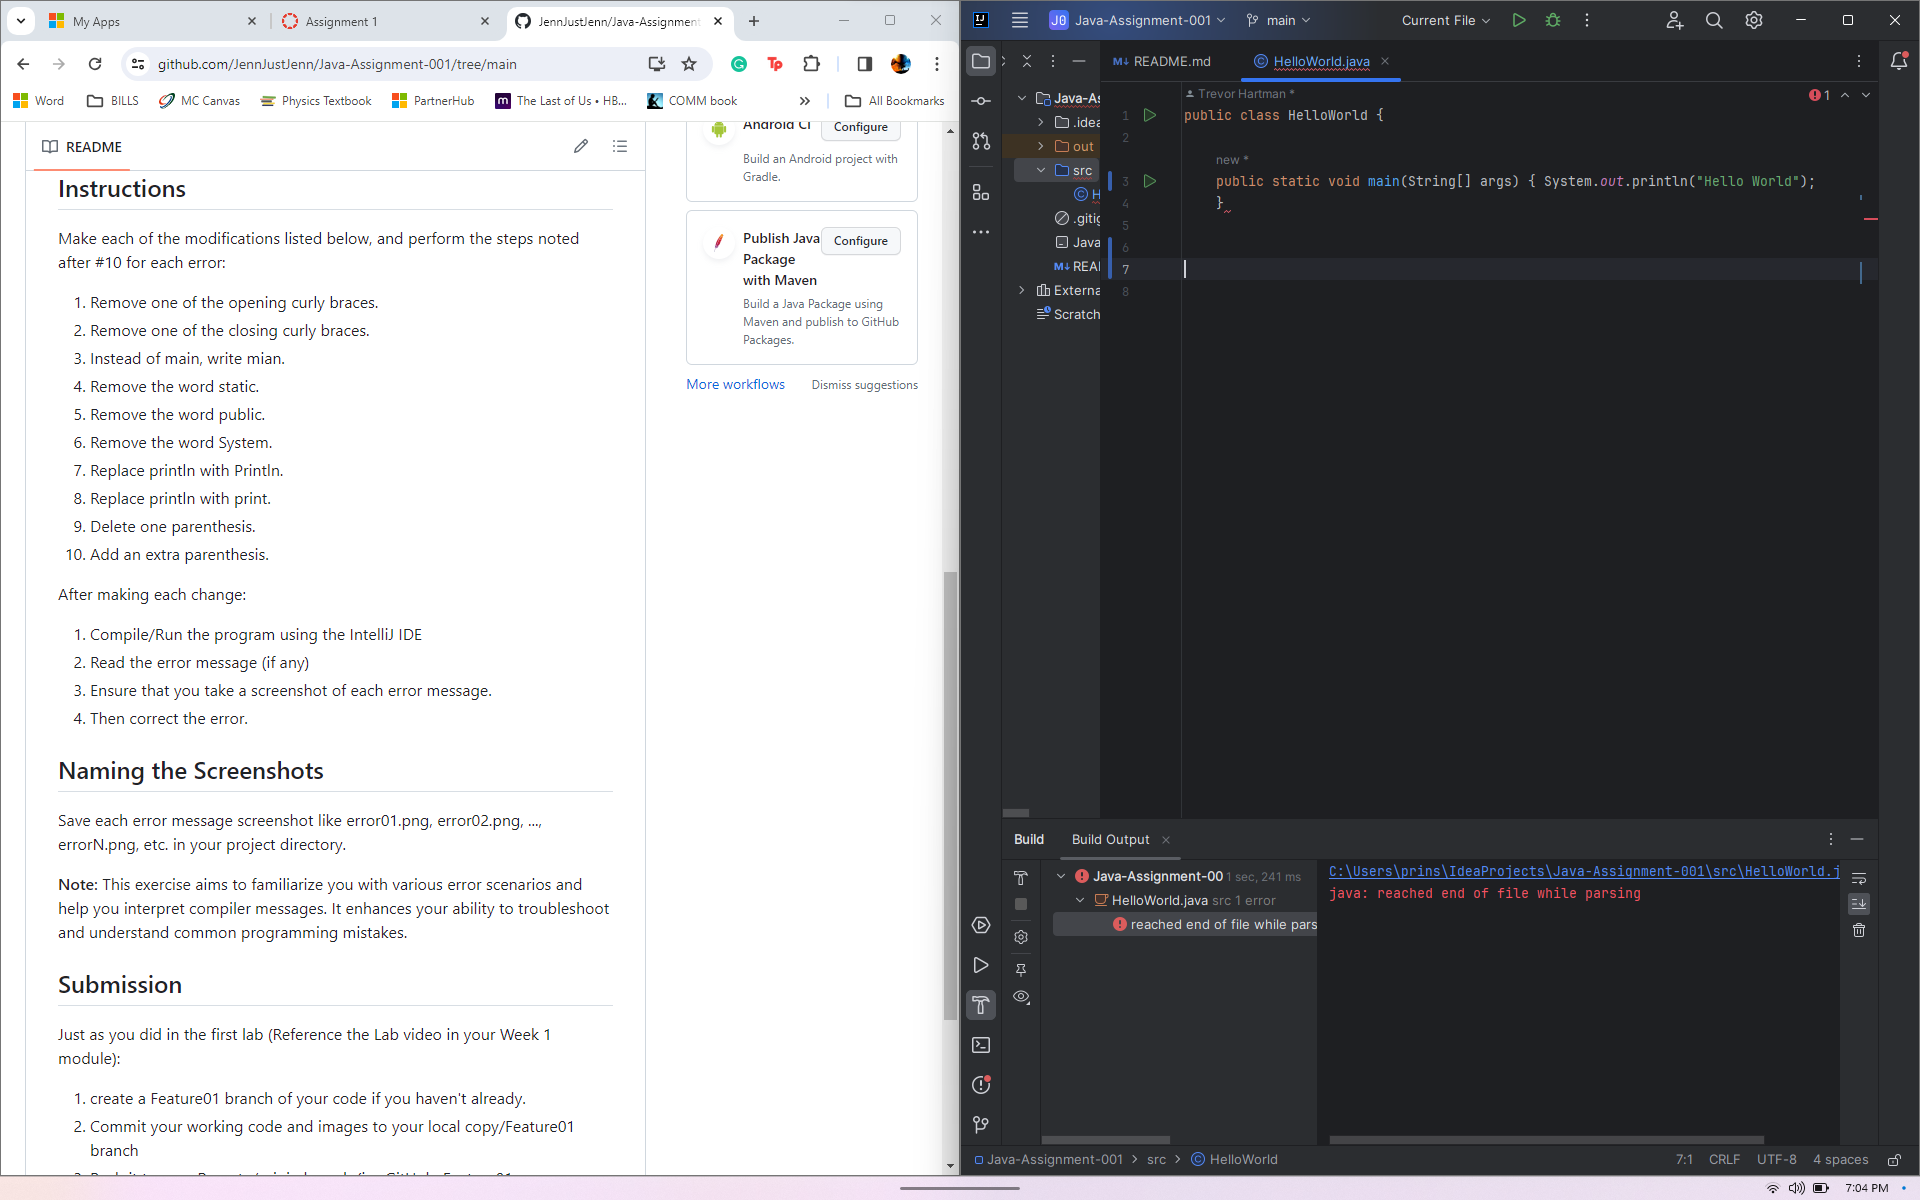 My Apps
Assignment 1
JennJustJenn/Java-Assignment
github.com/JennJustJenn/Java-Assignment-001/tree/main
Word
BILLS
MC Canvas
Physics Textbook
PartnerHub
The Last of Us • HB...
COMM book
»
All Bookmarks
README
Instructions
Make each of the modifications listed below, and perform the steps noted
after #10 for each error:
1. Remove one of the opening curly braces.
2. Remove one of the closing curly braces.
3. Instead of main, write mian.
4. Remove the word static.
5. Remove the word public.
6. Remove the word System.
7. Replace println with Println.
8. Replace println with print.
9. Delete one parenthesis.
10. Add an extra parenthesis.
After making each change:
1. Compile/Run the program using the IntelliJ IDE
2. Read the error message (if any)
3. Ensure that you take a screenshot of each error message.
4. Then correct the error.
Naming the Screenshots
Save each error message screenshot like error01.png, error02.png, ...,
errorN.png, etc. in your project directory.
Note: This exercise aims to familiarize you with various error scenarios and
help you interpret compiler messages. It enhances your ability to troubleshoot
and understand common programming mistakes.
Submission
Just as you did in the first lab (Reference the Lab video in your Week 1
module):
1. create a Feature01 branch of your code if you haven't already.
2. Commit your working code and images to your local copy/Feature01
branch
Android CI
Configure
Build an Android project with
Gradle.
Publish Java
Package
with Maven
Configure
Build a Java Package using
Maven and publish to GitHub
Packages.
More workflows
Dismiss suggestions
IJ
J0
Java-Assignment-001
main
Current File
README.md
HelloWorld.java
Java-As
.idea
out
src
H
.gitig
Java
REA
Externa
Scratch
Trevor Hartman *
1
1 public class HelloWorld {
2
new *
3 public static void main(String[] args) { System.out.println("Hello World");
4 }
5
6
7
8
Build
Build Output
Java-Assignment-00 1 sec, 241 ms
HelloWorld.java src 1 error
reached end of file while pars
C:\Users\prins\IdeaProjects\Java-Assignment-001\src\HelloWorld.j
java: reached end of file while parsing
Java-Assignment-001
src
HelloWorld
7:1
CRLF
UTF-8
4 spaces
7:04 PM